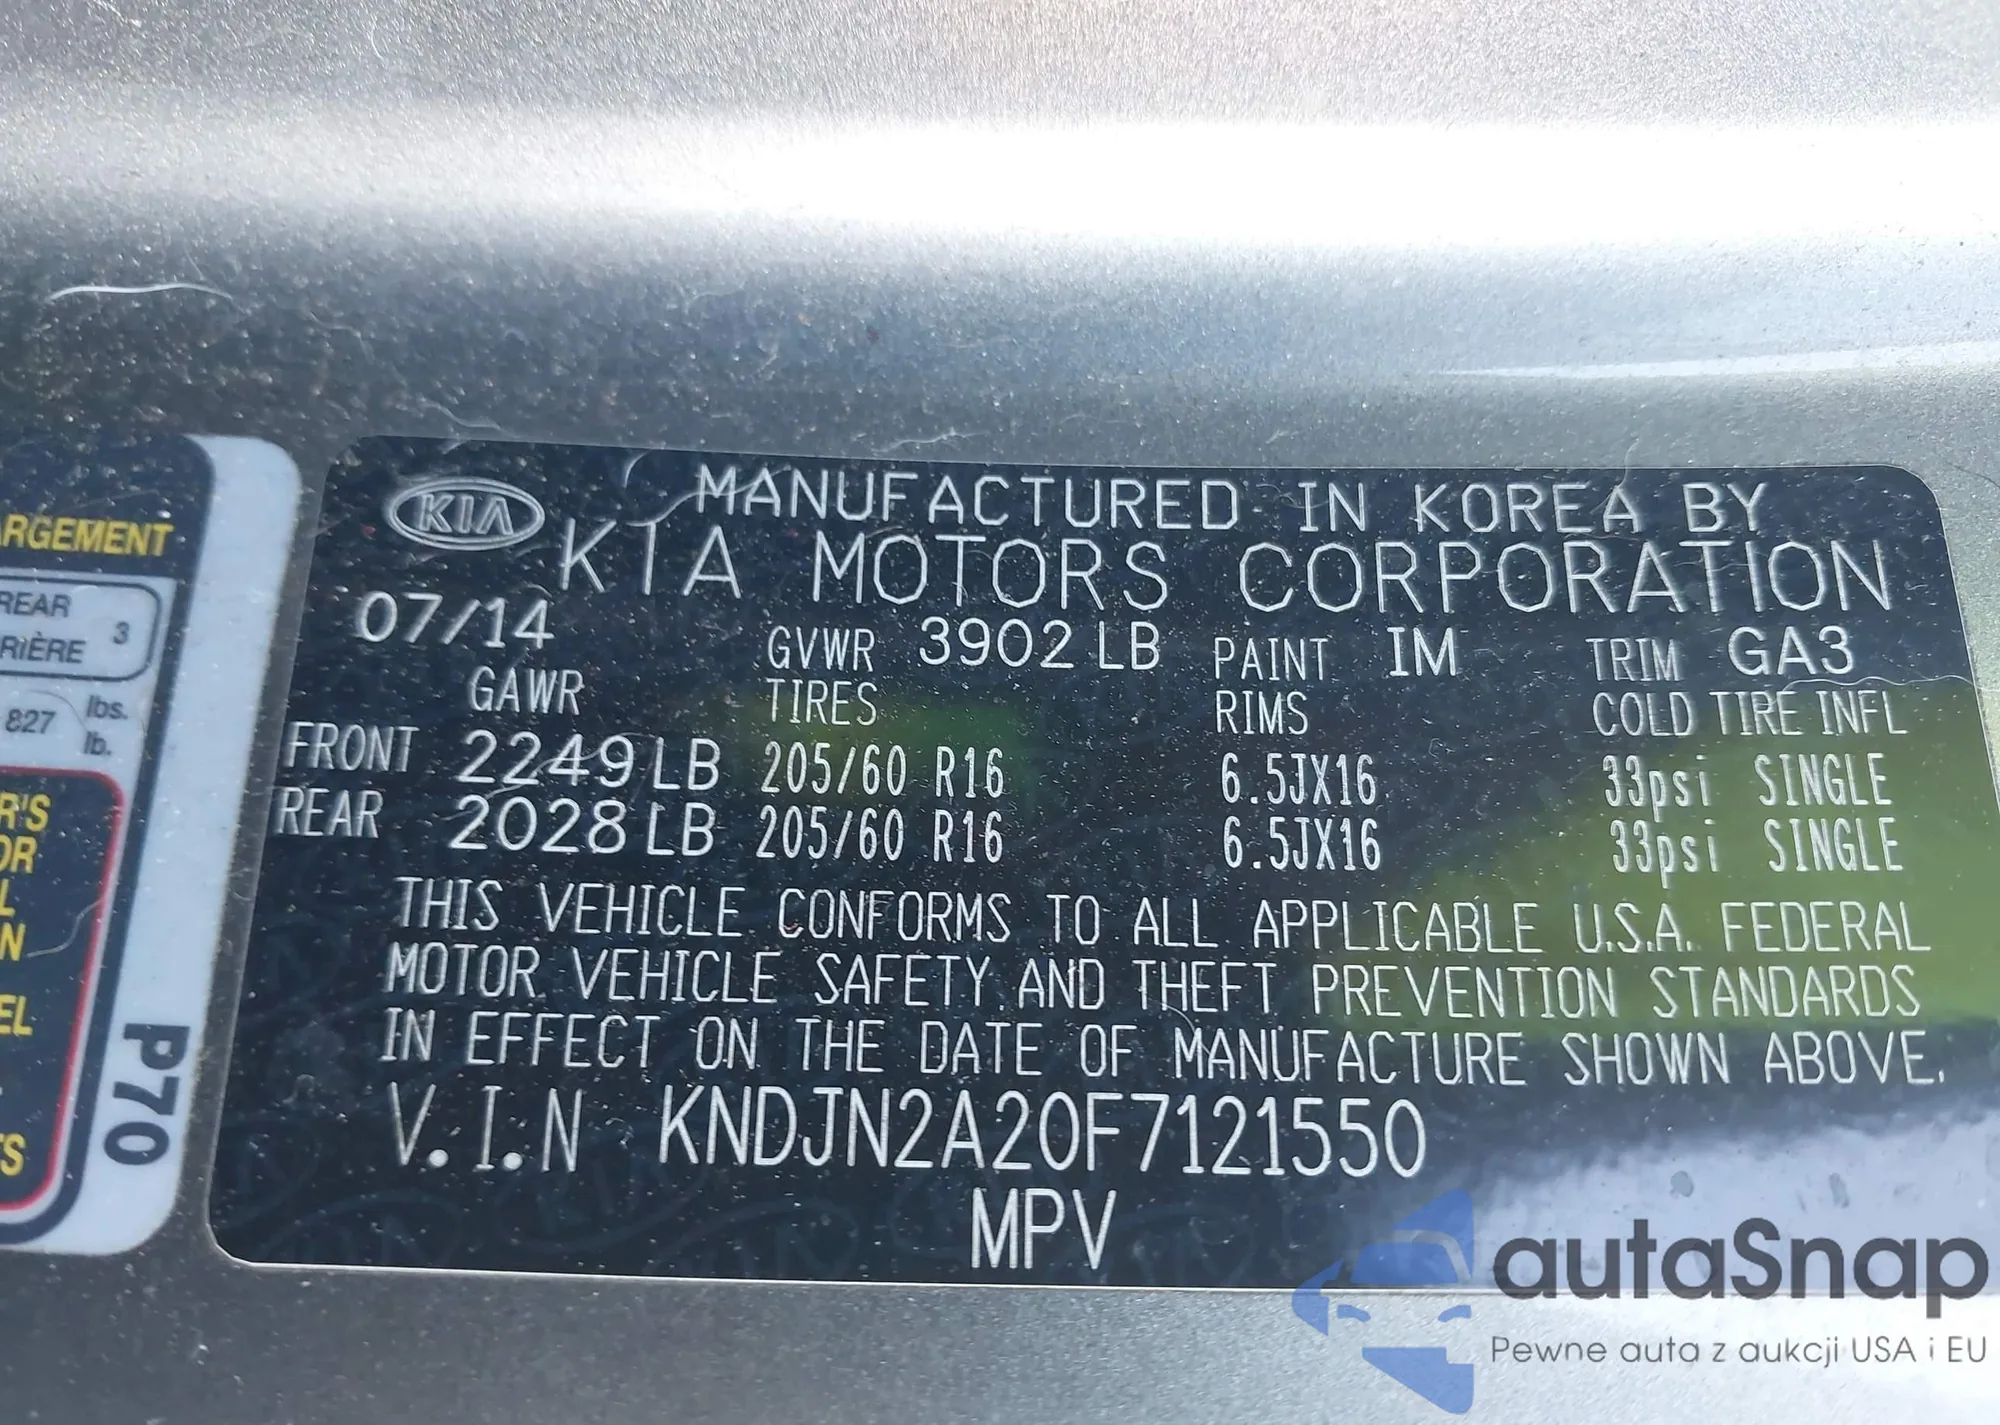 ARGEMENT
REAR
RIÈRE
3
827
lbs.
lb.
R'S
OR
L
N
EL
TS
P70
KIA
MANUFACTURED IN KOREA BY
KIA MOTORS CORPORATION
07/14 GVWR 3902 LB PAINT IM TRIM GA3
GAWR TIRES RIMS COLD TIRE INFL
FRONT 2249 LB 205/60 R16 6.5JX16 33psi SINGLE
REAR 2028 LB 205/60 R16 6.5JX16 33psi SINGLE
THIS VEHICLE CONFORMS TO ALL APPLICABLE U.S.A. FEDERAL
MOTOR VEHICLE SAFETY AND THEFT PREVENTION STANDARDS
IN EFFECT ON THE DATE OF MANUFACTURE SHOWN ABOVE.
V.I.N KNDJN2A20F7121550
MPV
autaSnap
Pewne auta z aukcji USA i EU